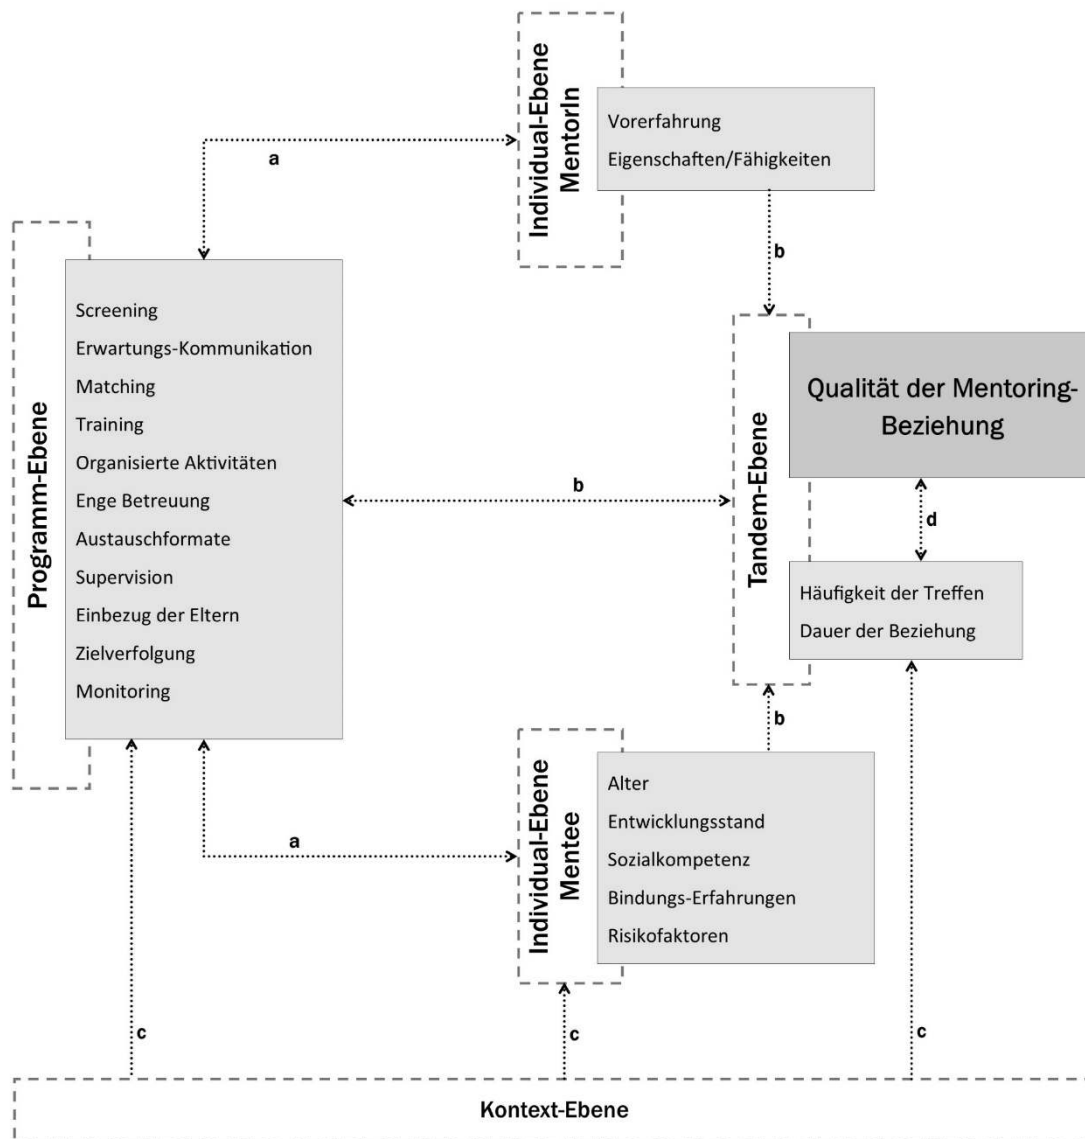 Individual-Ebene
MentorIn
Vorerfahrung
Eigenschaften/Fähigkeiten
a
b
Programm-Ebene
Screening
Erwartungs-Kommunikation
Matching
Training
Organisierte Aktivitäten
Enge Betreuung
Austauschformate
Supervision
Einbezug der Eltern
Zielverfolgung
Monitoring
b
Tandem-Ebene
Qualität der Mentoring-
Beziehung
d
Häufigkeit der Treffen
Dauer der Beziehung
b
a
Individual-Ebene
Mentee
Alter
Entwicklungsstand
Sozialkompetenz
Bindungs-Erfahrungen
Risikofaktoren
c
c
c
Kontext-Ebene